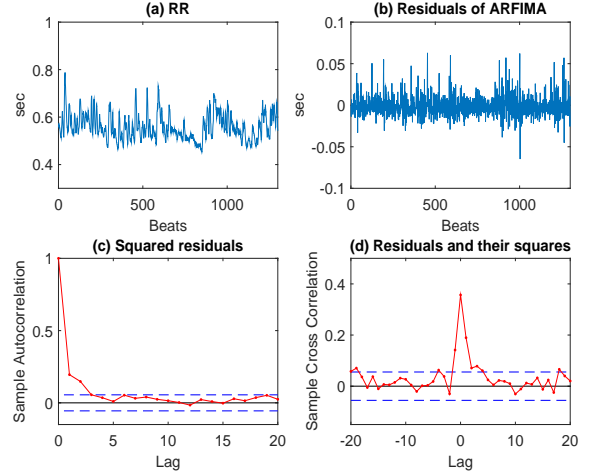 (a) RR
1
0.8
0.6
0.4
sec
0
500
1000
Beats
(b) Residuals of ARFIMA
0.1
0.05
0
-0.05
-0.1
sec
0
500
1000
Beats
(c) Squared residuals
1
0.5
0
Sample Autocorrelation
0
5
10
15
20
Lag
(d) Residuals and their squares
0.4
0.2
0
Sample Cross Correlation
-20
-10
0
10
20
Lag